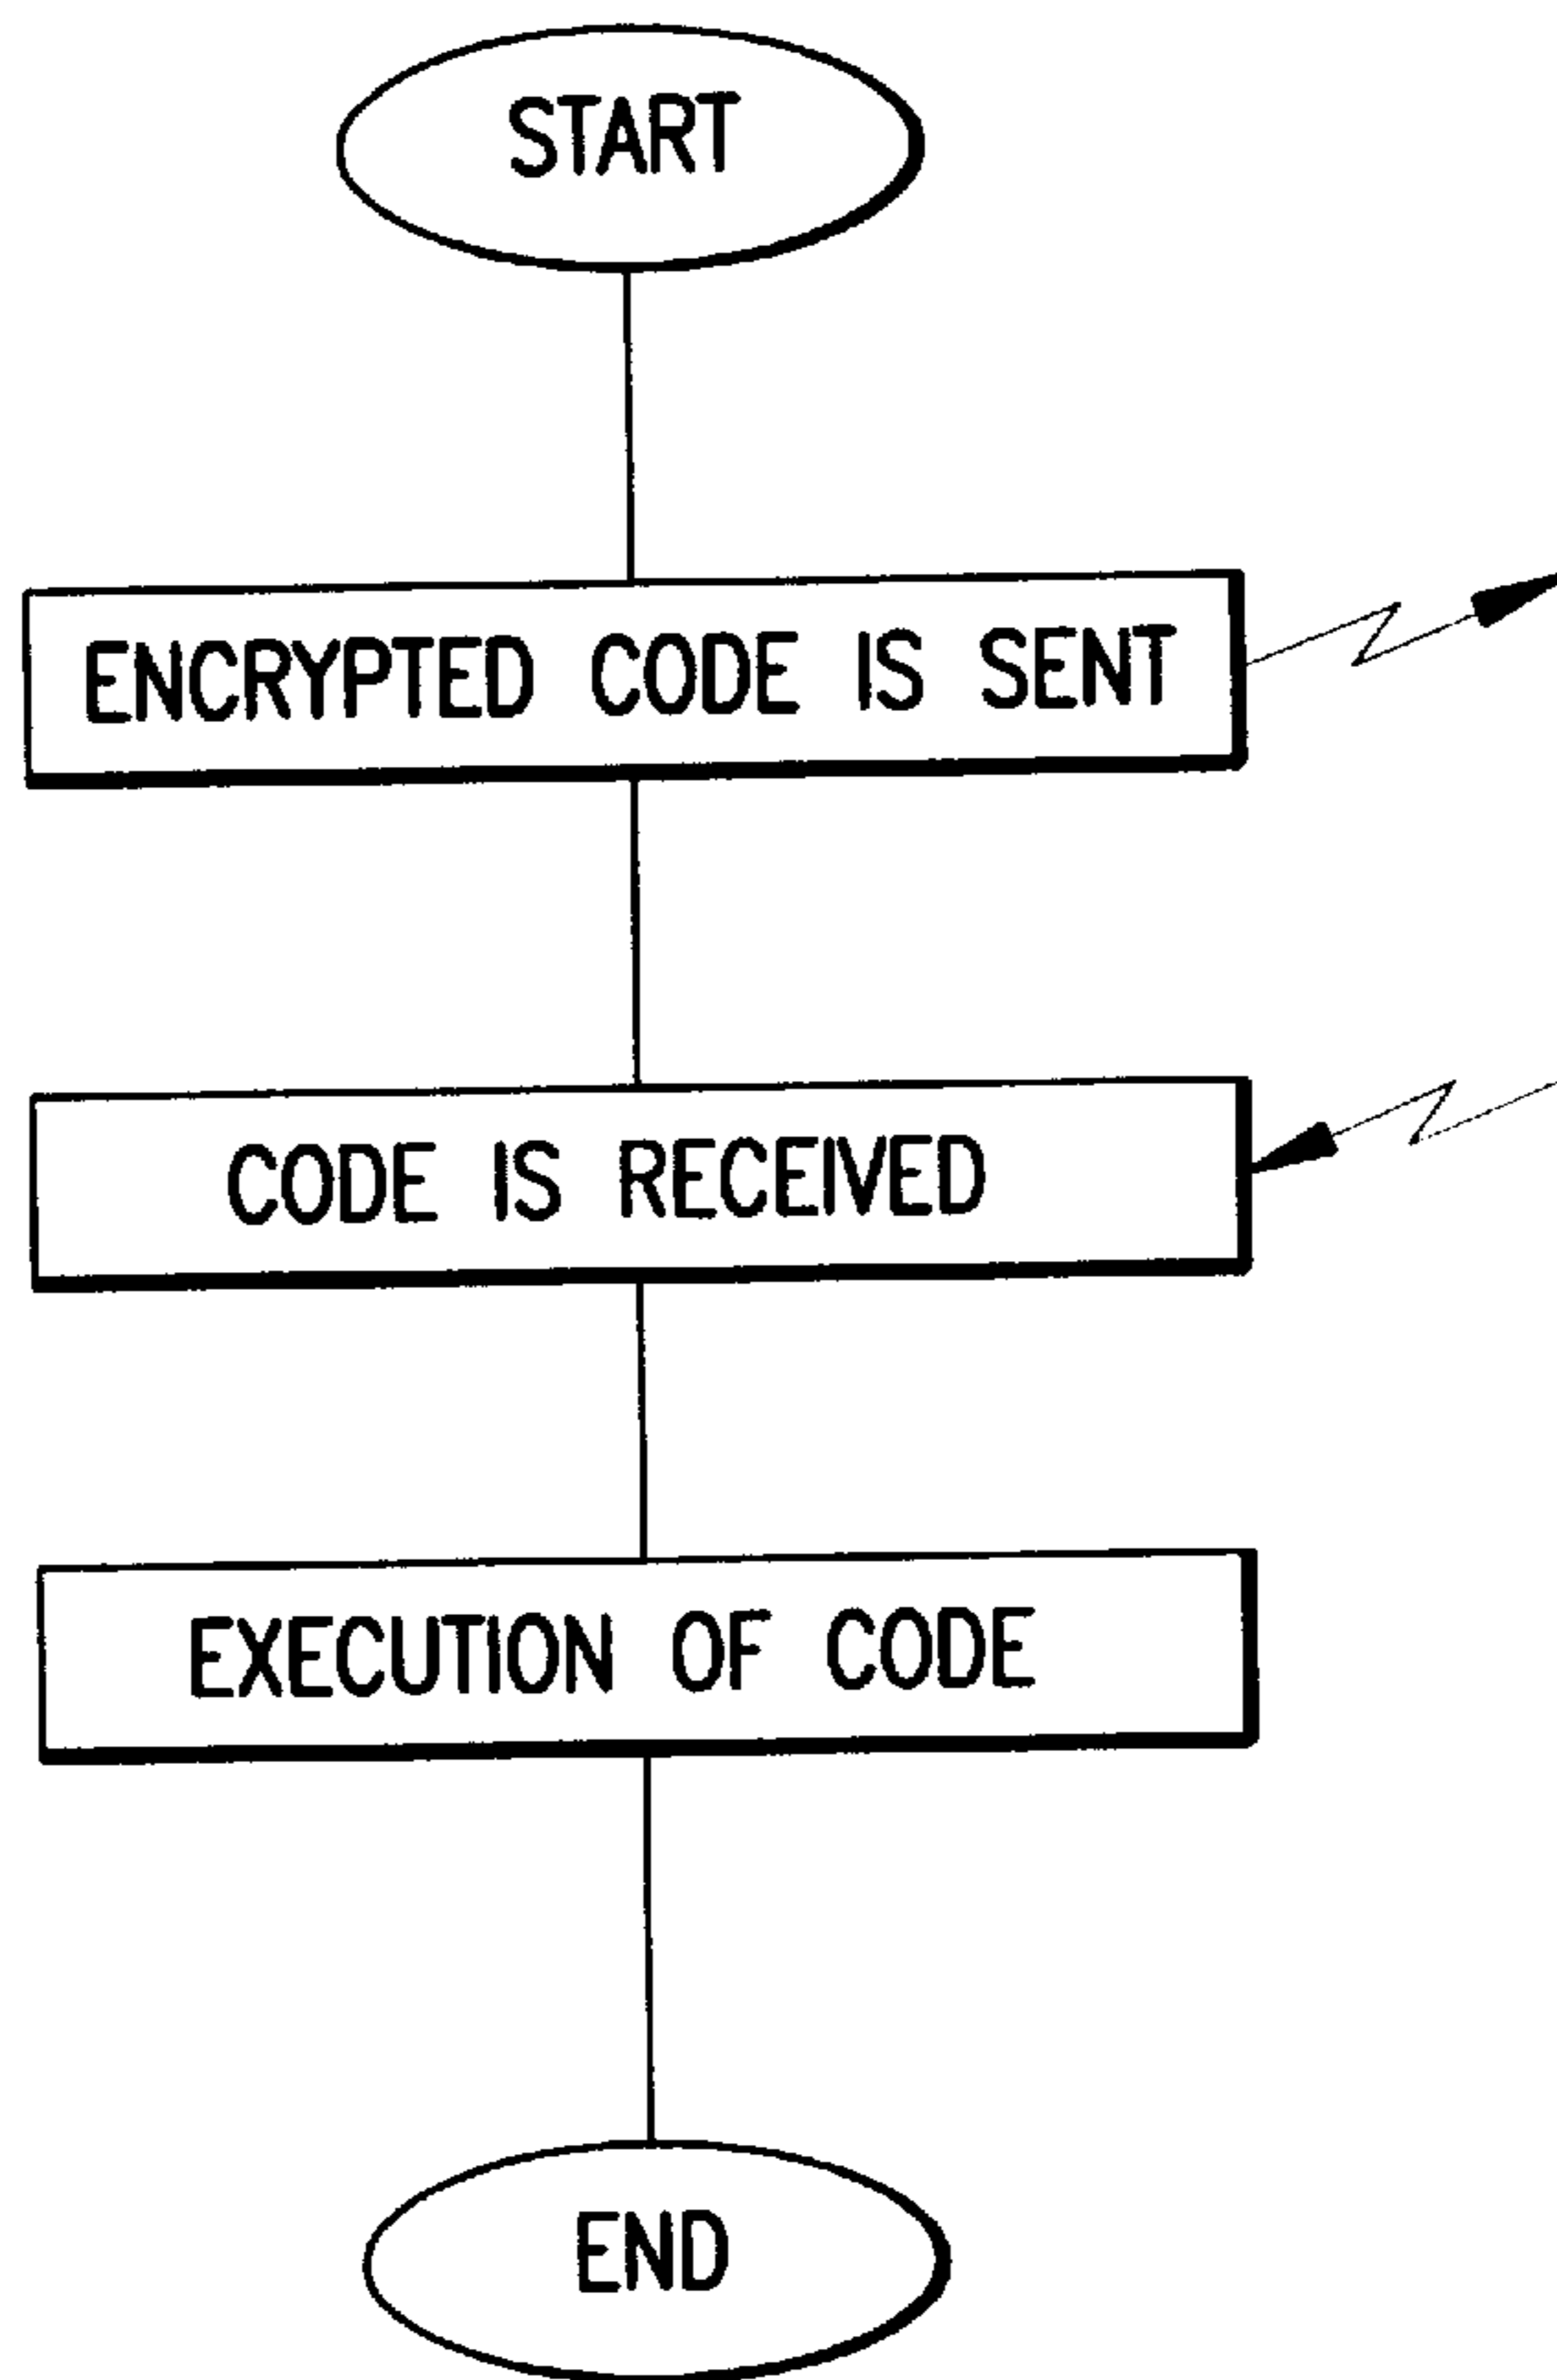 START
ENCRYPTED CODE IS SENT
CODE IS RECEIVED
EXECUTION OF CODE
END